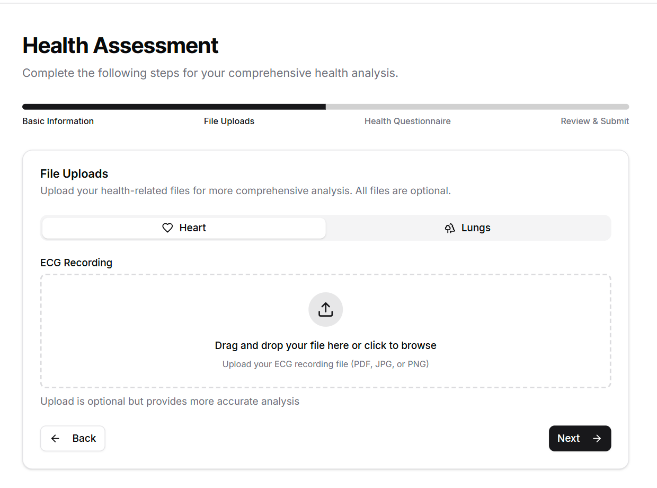 Health Assessment
Complete the following steps for your comprehensive health analysis.
Basic Information File Uploads Health Questionnaire Review & Submit
File Uploads
Upload your health-related files for more comprehensive analysis. All files are optional.
Heart Lungs
ECG Recording
Drag and drop your file here or click to browse
Upload your ECG recording file (PDF, JPG, or PNG)
Upload is optional but provides more accurate analysis
Back Next